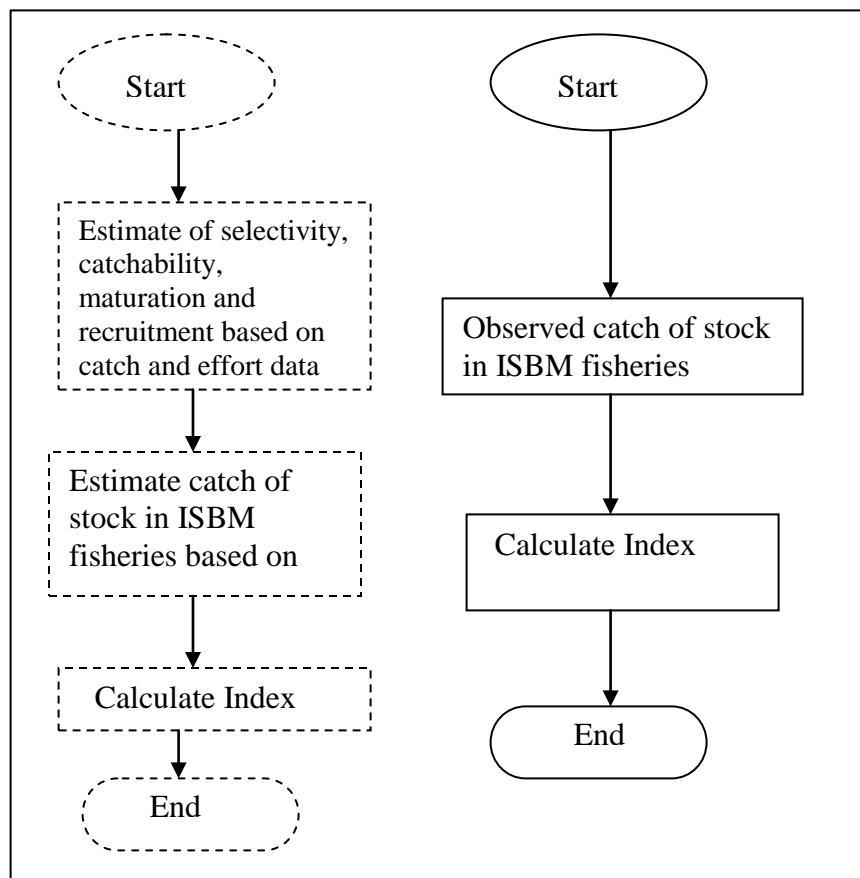 Start
Estimate of selectivity,
catchability,
maturation and
recruitment based on
catch and effort data
Estimate catch of
stock in ISBM
fisheries based on
Calculate Index
End
Start
Observed catch of stock
in ISBM fisheries
Calculate Index
End